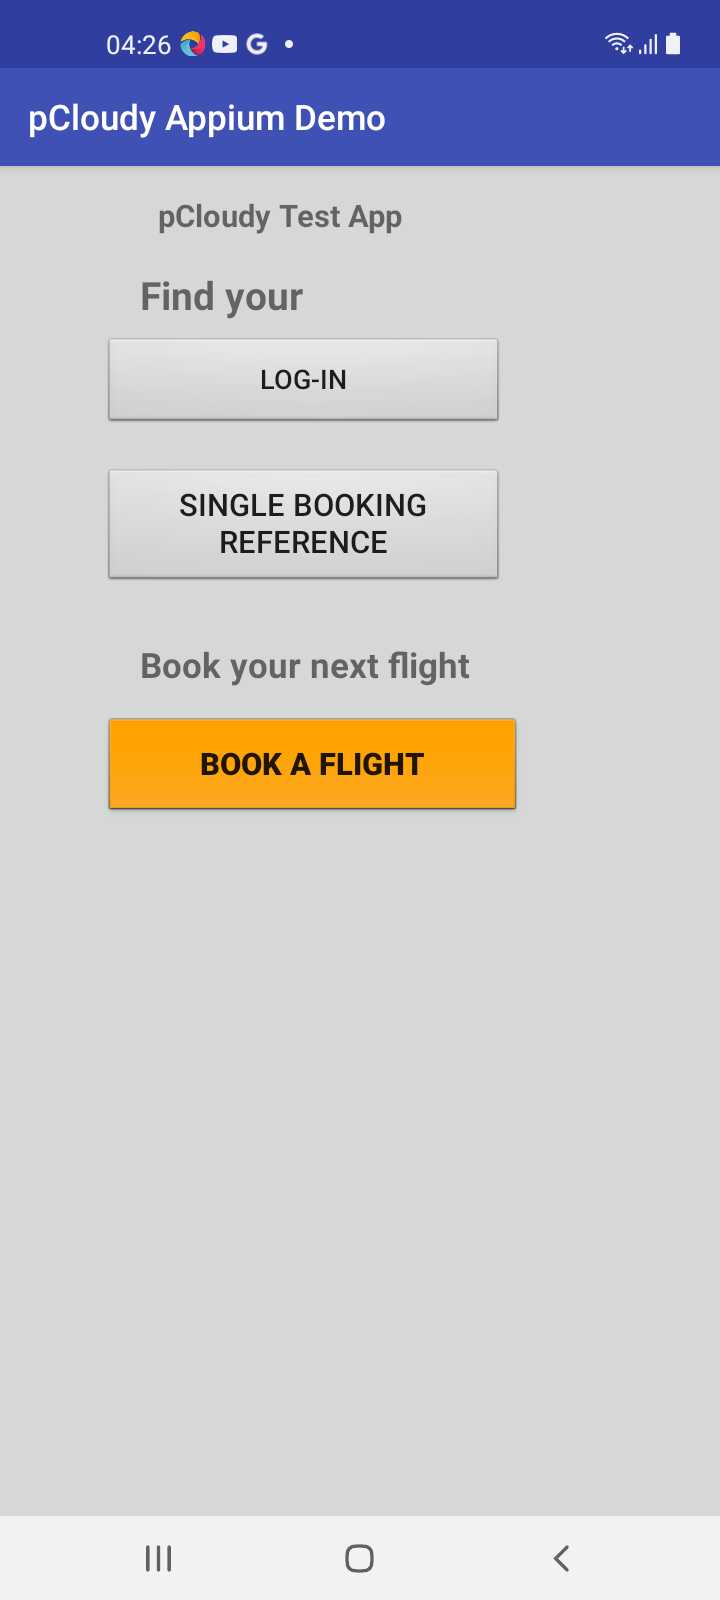 04:26
pCloudy Appium Demo
pCloudy Test App
Find your
LOG-IN
SINGLE BOOKING
REFERENCE
Book your next flight
BOOK A FLIGHT